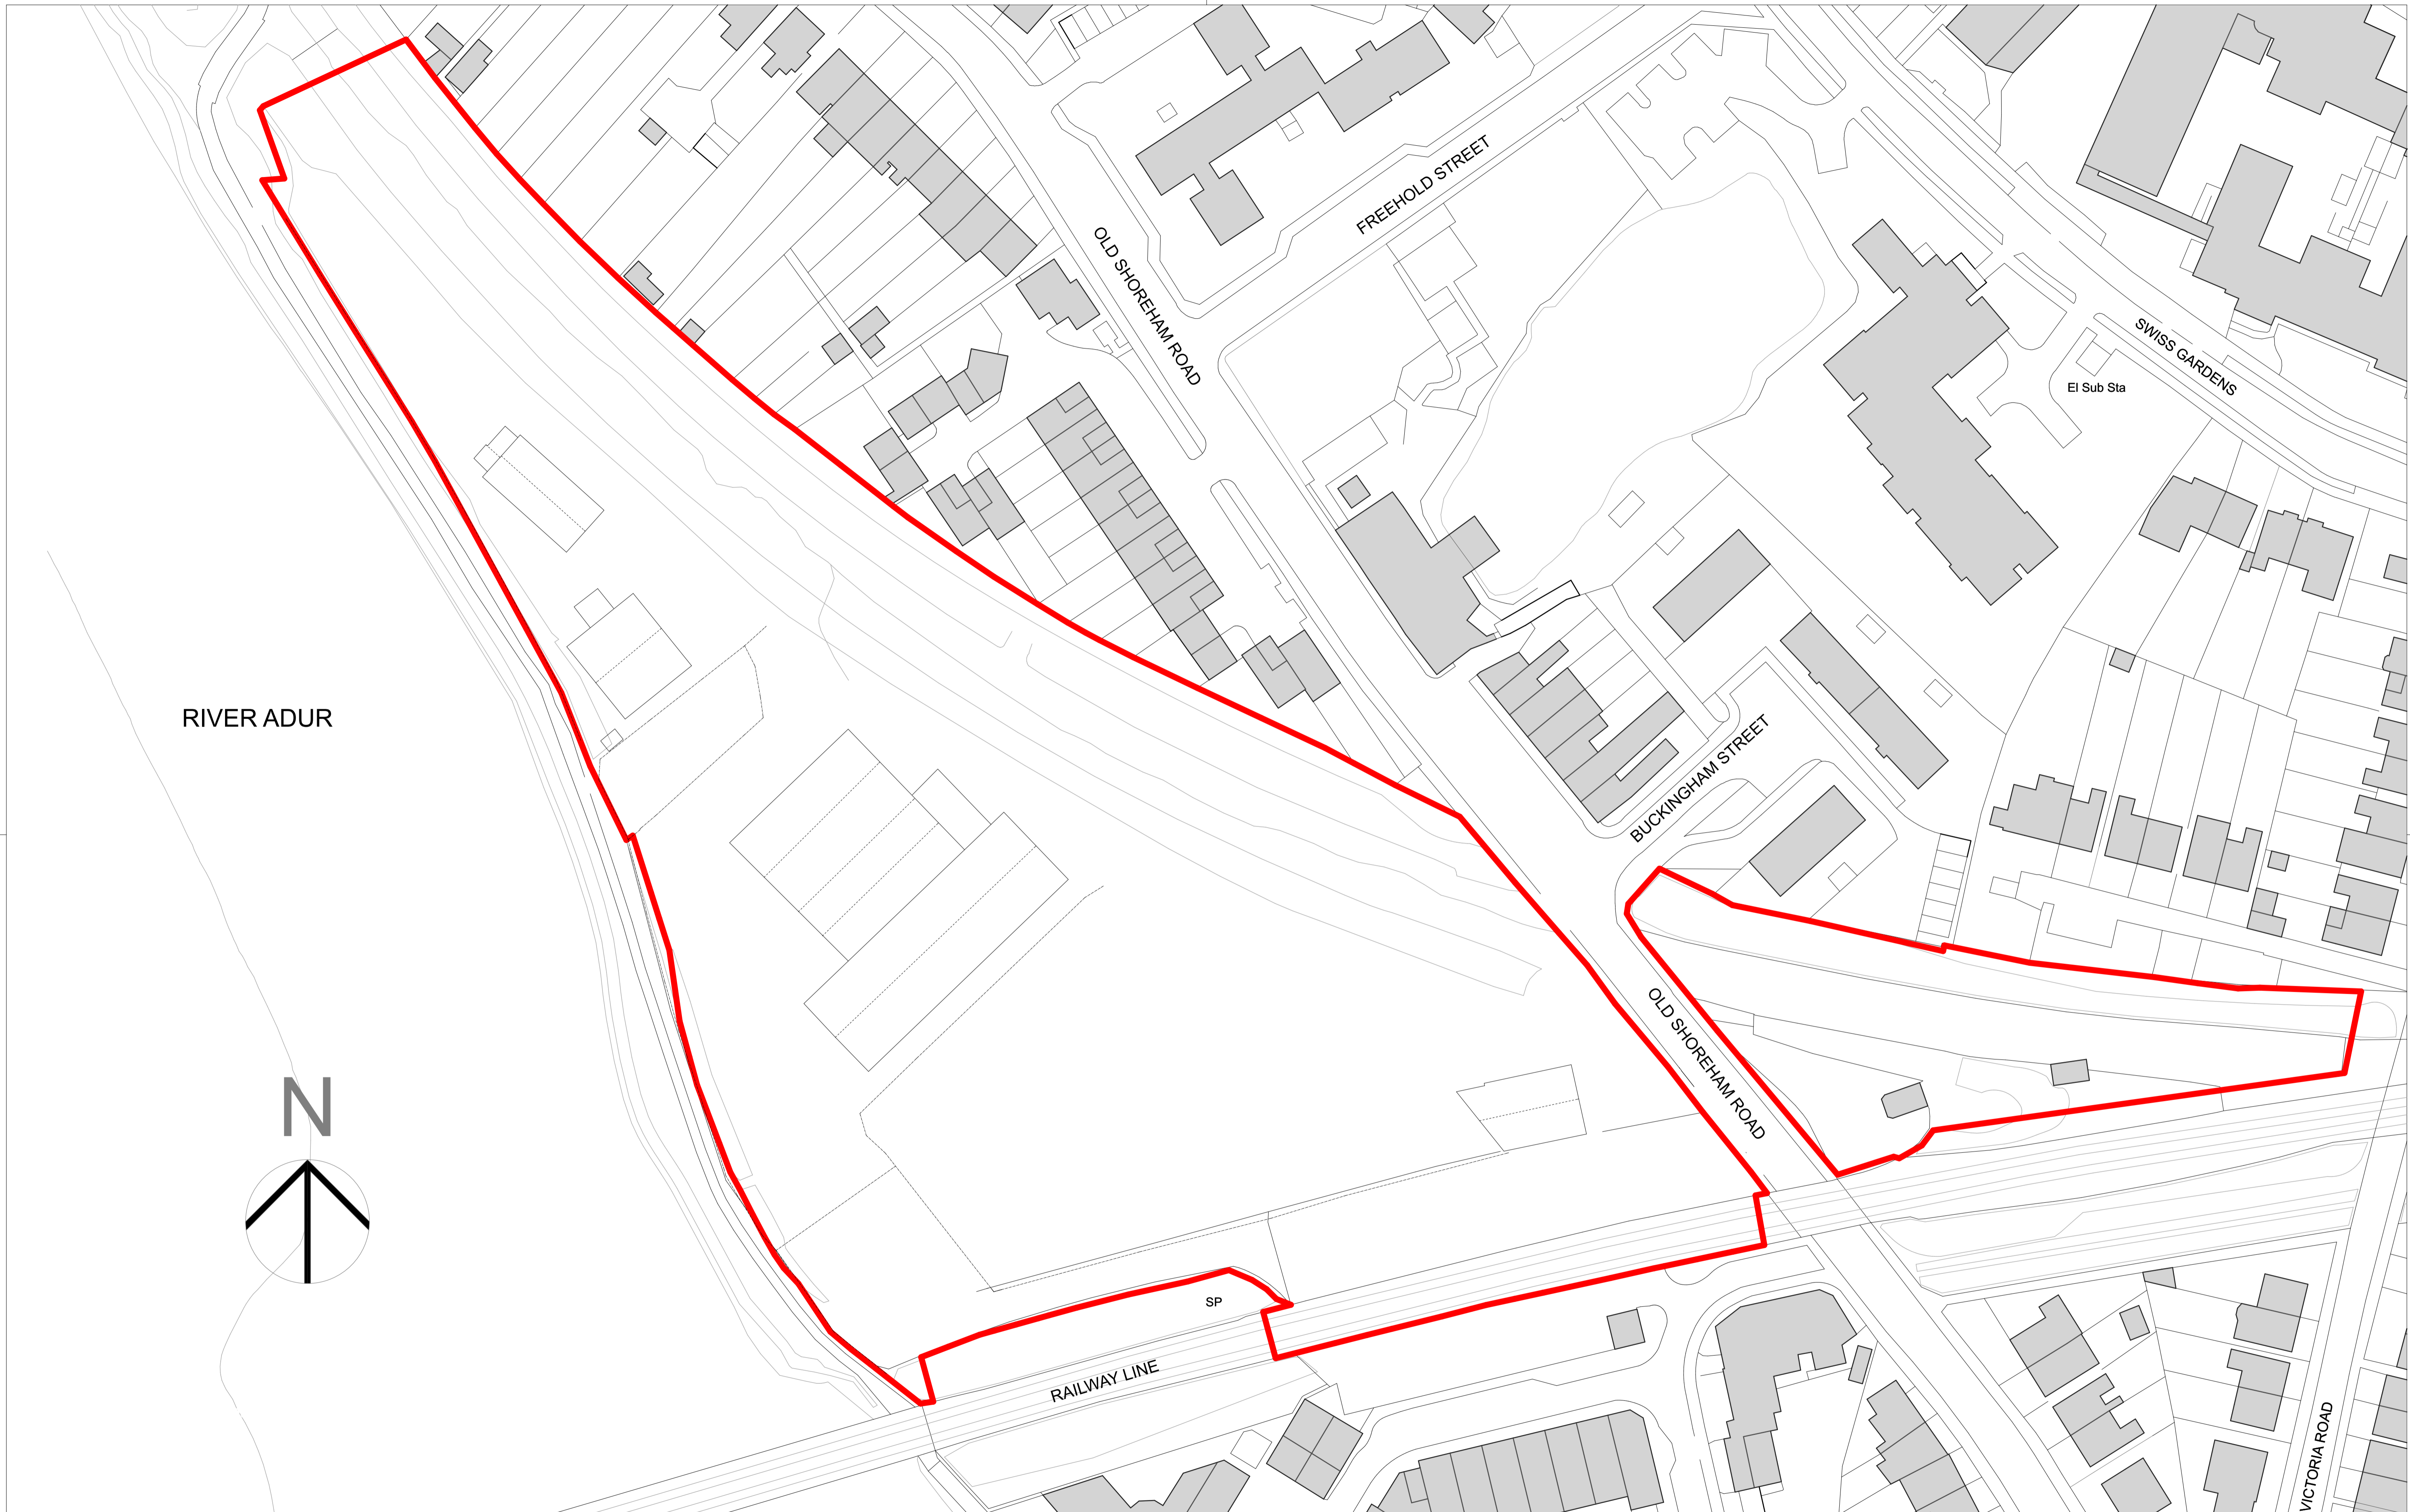 FREEHOLD STREET
OLD SHOREHAM ROAD
SWISS GARDENS
El Sub Sta
RIVER ADUR
BUCKINGHAM STREET
OLD SHOREHAM ROAD
N
SP
RAILWAY LINE
VICTORIA ROAD